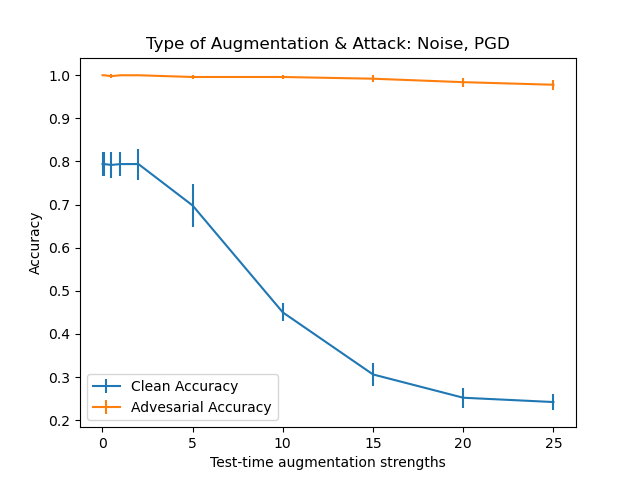 Type of Augmentation & Attack: Noise, PGD
1.0
0.9
0.8
0.7
0.6
0.5
0.4
0.3
0.2
Accuracy
Clean Accuracy
Advesarial Accuracy
0 5 10 15 20 25
Test-time augmentation strengths